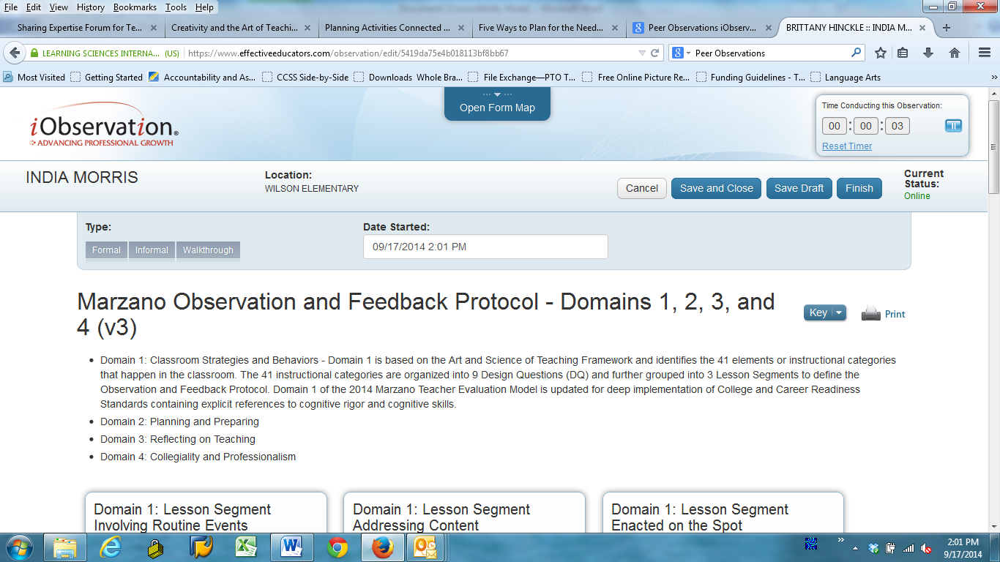 File Edit View History Bookmarks Tools Help
Sharing Expertise Forum for Te... × Creativity and the Art of Teachi... × Planning Activities Connected ... × Five Ways to Plan for the Need... × Peer Observations iObserv... × BRITTANY HINCKLE :: INDIA M... × +
LEARNING SCIENCES INTERNA... (US) https://www.effectiveeducators.com/observation/edit/5419da75e4b018113bf8bb67 Peer Observations
Most Visited Getting Started Accountability and As... CCSS Side-by-Side Downloads Whole Bra... File Exchange—PTO T... Free Online Picture Re... Funding Guidelines - T... Language Arts »
Open Form Map
iObservation®
ADVANCING PROFESSIONAL GROWTH
Time Conducting this Observation:
00 : 00 : 03
Reset Timer
INDIA MORRIS
Location:
WILSON ELEMENTARY
Cancel Save and Close Save Draft Finish
Current
Status:
Online
Type:
Formal Informal Walkthrough
Date Started:
09/17/2014 2:01 PM
Marzano Observation and Feedback Protocol - Domains 1, 2, 3, and
4 (v3)
Key Print
• Domain 1: Classroom Strategies and Behaviors - Domain 1 is based on the Art and Science of Teaching Framework and identifies the 41 elements or instructional categories
that happen in the classroom. The 41 instructional categories are organized into 9 Design Questions (DQ) and further grouped into 3 Lesson Segments to define the
Observation and Feedback Protocol. Domain 1 of the 2014 Marzano Teacher Evaluation Model is updated for deep implementation of College and Career Readiness
Standards containing explicit references to cognitive rigor and cognitive skills.
• Domain 2: Planning and Preparing
• Domain 3: Reflecting on Teaching
• Domain 4: Collegiality and Professionalism
Domain 1: Lesson Segment
Involving Routine Events
Domain 1: Lesson Segment
Addressing Content
Domain 1: Lesson Segment
Enacted on the Spot
2:01 PM
9/17/2014